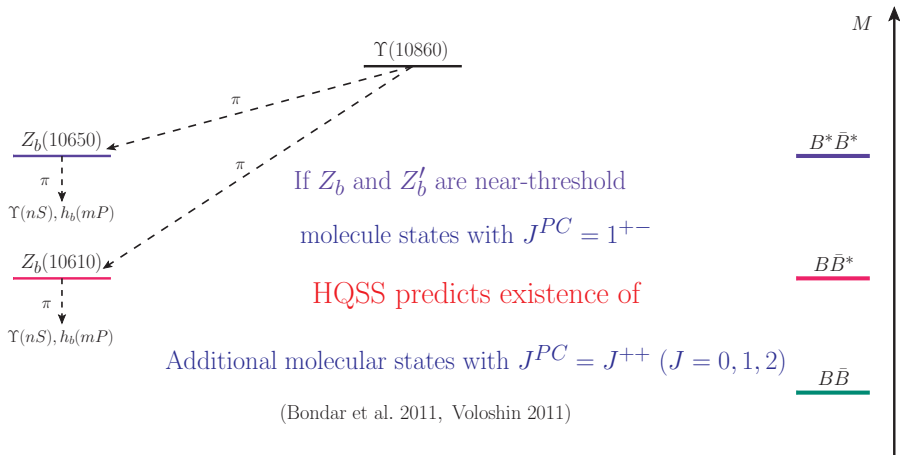 M
Υ(10860)
π
Z_b(10650)
B*B̄*
π
π
If Z_b and Z_b′ are near-threshold
Υ(nS), h_b(mP)
molecule states with J^{PC} = 1^{+−}
Z_b(10610)
BB̄*
π
HQSS predicts existence of
Υ(nS), h_b(mP)
Additional molecular states with J^{PC} = J^{++} (J = 0, 1, 2)
BB̄
(Bondar et al. 2011, Voloshin 2011)